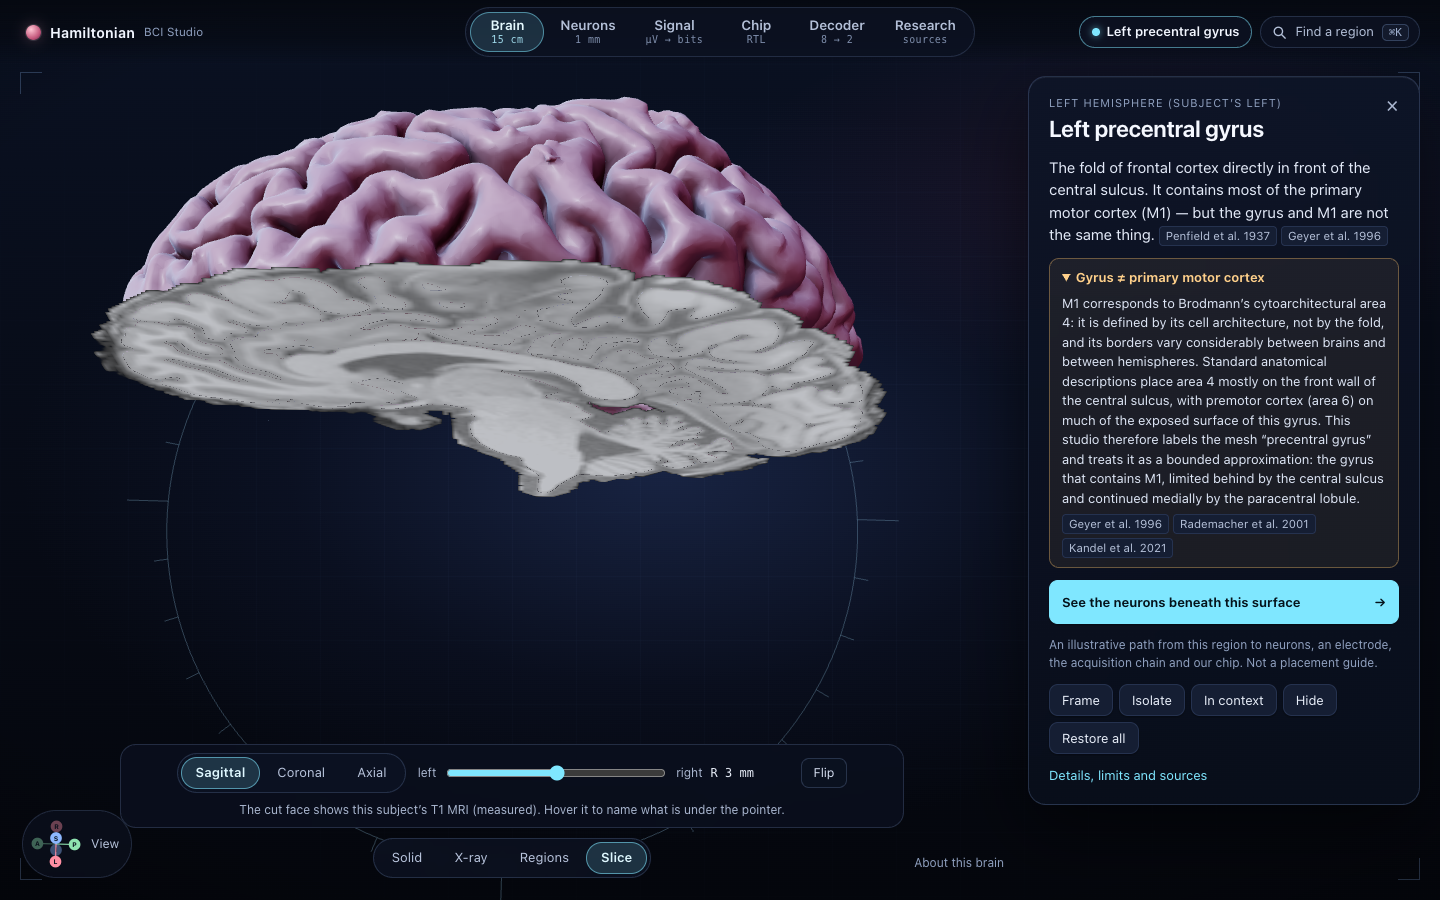 Hamiltonian BCI Studio
Brain
15 cm
Neurons
1 mm
Signal
µV → bits
Chip
RTL
Decoder
8 → 2
Research
sources
Left precentral gyrus
Find a region ⌘K
LEFT HEMISPHERE (SUBJECT'S LEFT)
Left precentral gyrus
The fold of frontal cortex directly in front of the
central sulcus. It contains most of the primary
motor cortex (M1) — but the gyrus and M1 are not
the same thing. Penfield et al. 1937 Geyer et al. 1996
Gyrus ≠ primary motor cortex
M1 corresponds to Brodmann's cytoarchitectural area
4: it is defined by its cell architecture, not by the fold,
and its borders vary considerably between brains and
between hemispheres. Standard anatomical
descriptions place area 4 mostly on the front wall of
the central sulcus, with premotor cortex (area 6) on
much of the exposed surface of this gyrus. This
studio therefore labels the mesh “precentral gyrus”
and treats it as a bounded approximation: the gyrus
that contains M1, limited behind by the central sulcus
and continued medially by the paracentral lobule.
Geyer et al. 1996 Rademacher et al. 2001
Kandel et al. 2021
See the neurons beneath this surface →
An illustrative path from this region to neurons, an electrode,
the acquisition chain and our chip. Not a placement guide.
Frame Isolate In context Hide
Restore all
Details, limits and sources
Sagittal Coronal Axial left right R 3 mm Flip
The cut face shows this subject's T1 MRI (measured). Hover it to name what is under the pointer.
S
A
P
L
View
Solid X-ray Regions Slice
About this brain